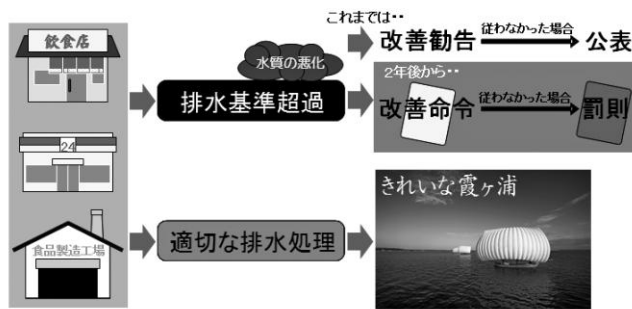 飲食店
24
食品製造工場
水質の悪化
排水基準超過
これまでは・・
改善勧告 従わなかった場合 公表
2年後から・・
改善命令 従わなかった場合 罰則
適切な排水処理
きれいな霞ヶ浦